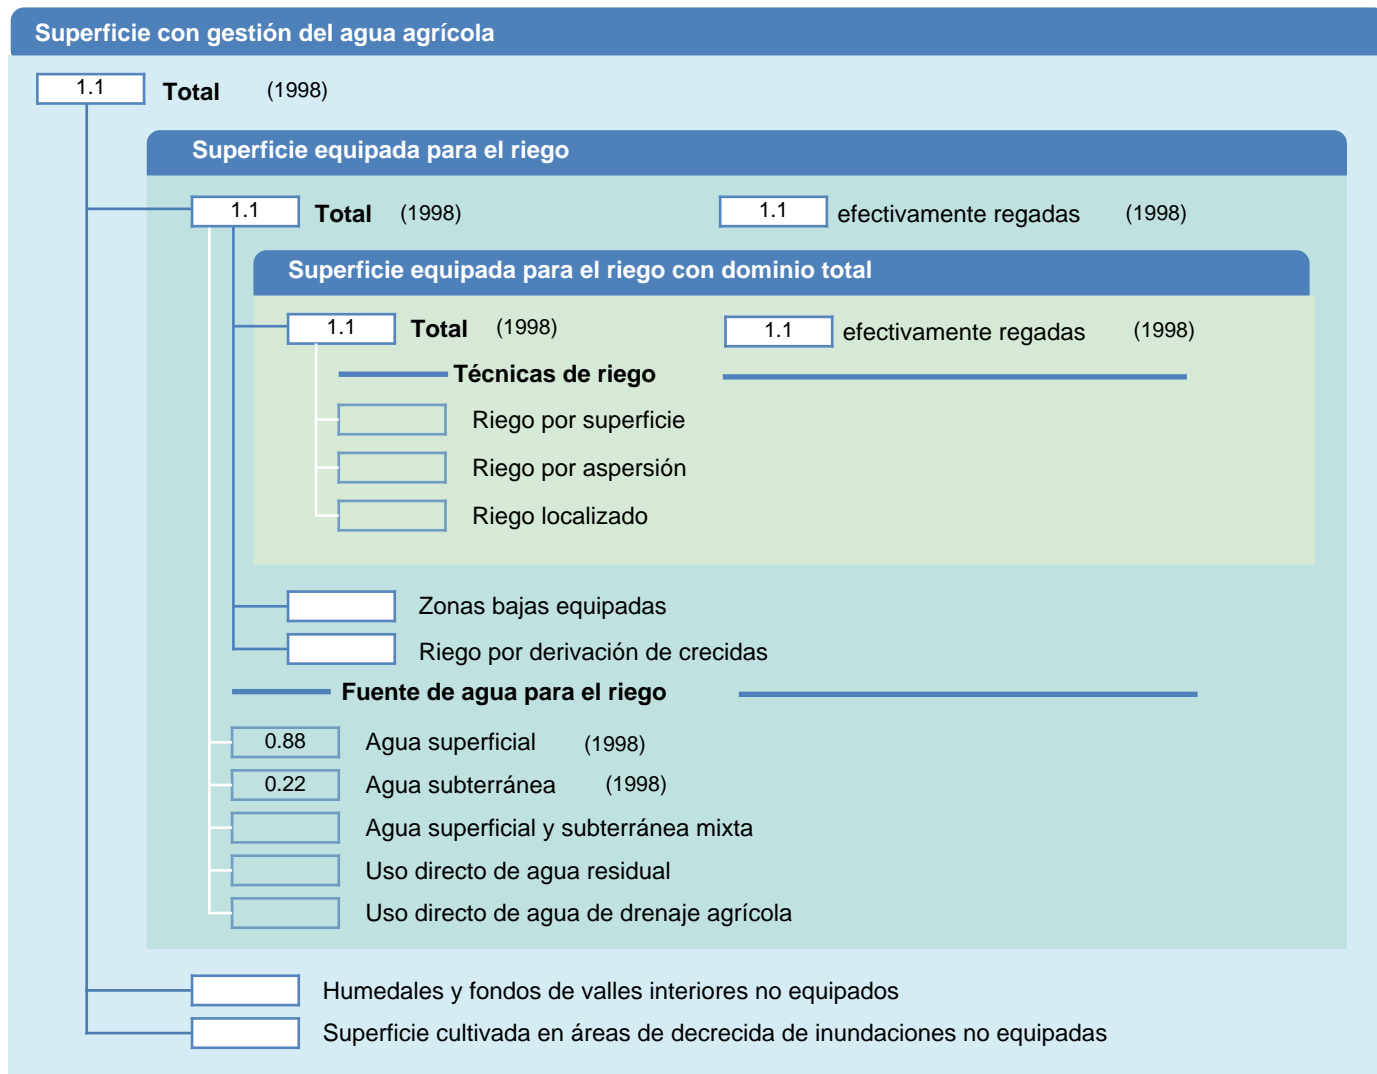 Superficie con gestión del agua agrícola
1.1 Total (1998)
Superficie equipada para el riego
1.1 Total (1998) 1.1 efectivamente regadas (1998)
Superficie equipada para el riego con dominio total
1.1 Total (1998) 1.1 efectivamente regadas (1998)
Técnicas de riego
Riego por superficie
Riego por aspersión
Riego localizado
Zonas bajas equipadas
Riego por derivación de crecidas
Fuente de agua para el riego
0.88 Agua superficial (1998)
0.22 Agua subterránea (1998)
Agua superficial y subterránea mixta
Uso directo de agua residual
Uso directo de agua de drenaje agrícola
Humedales y fondos de valles interiores no equipados
Superficie cultivada en áreas de decrecida de inundaciones no equipadas